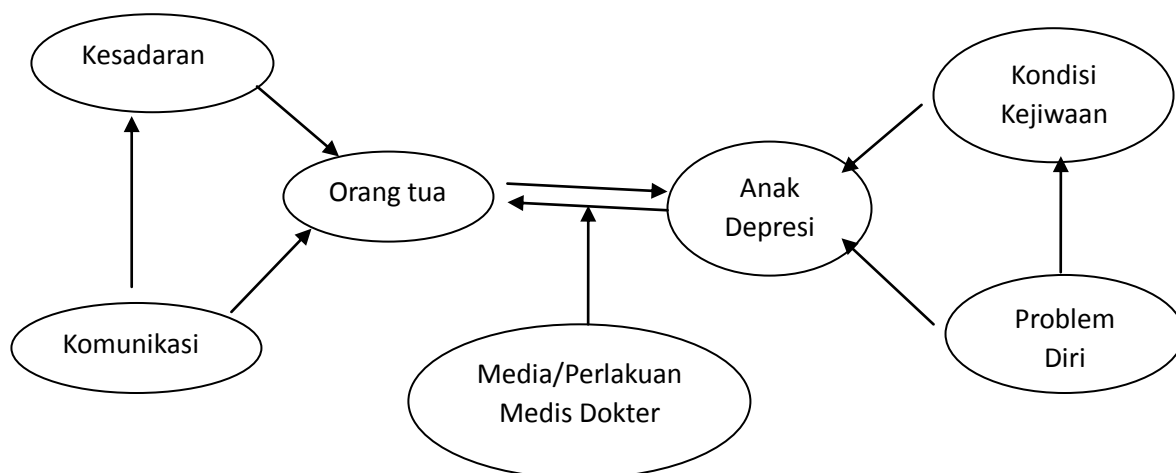 Kesadaran
Kondisi
Kejiwaan
Orang tua
Anak
Depresi
Komunikasi
Problem
Diri
Media/Perlakuan
Medis Dokter